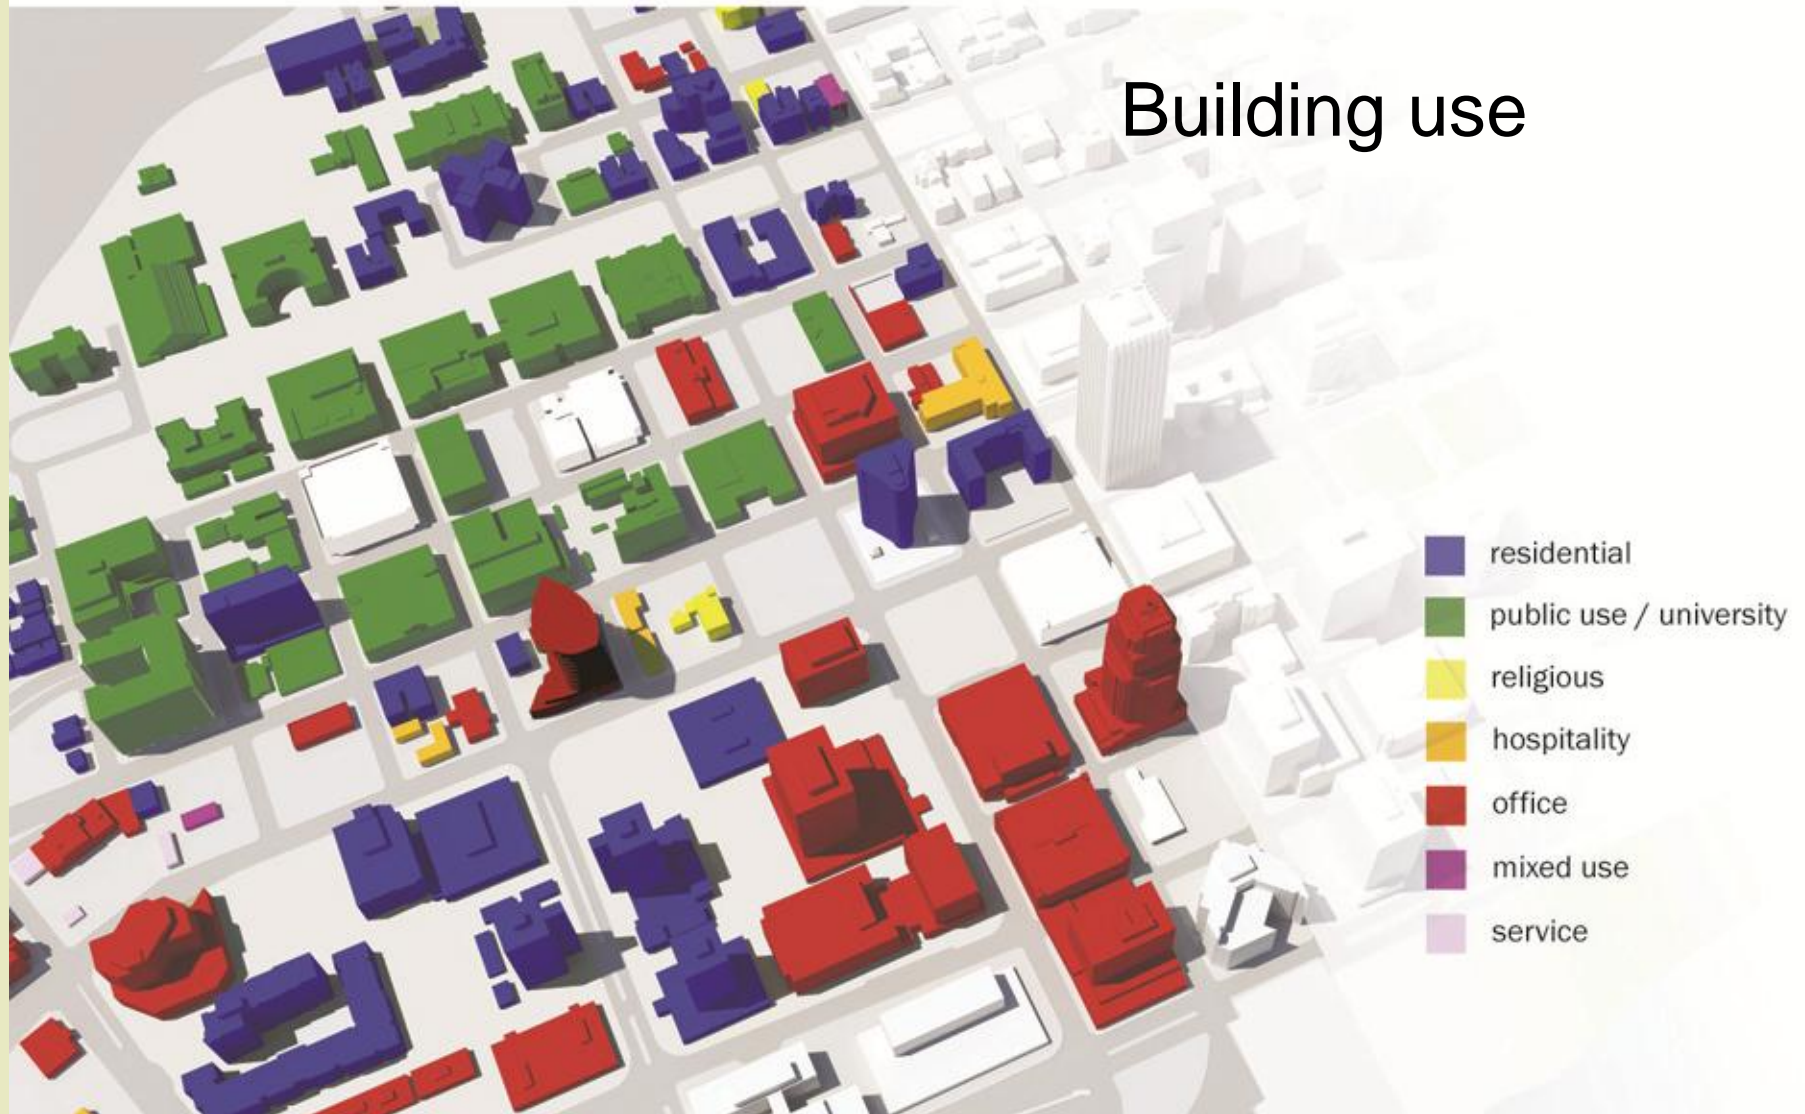 Building use
residential
public use / university
religious
hospitality
office
mixed use
service